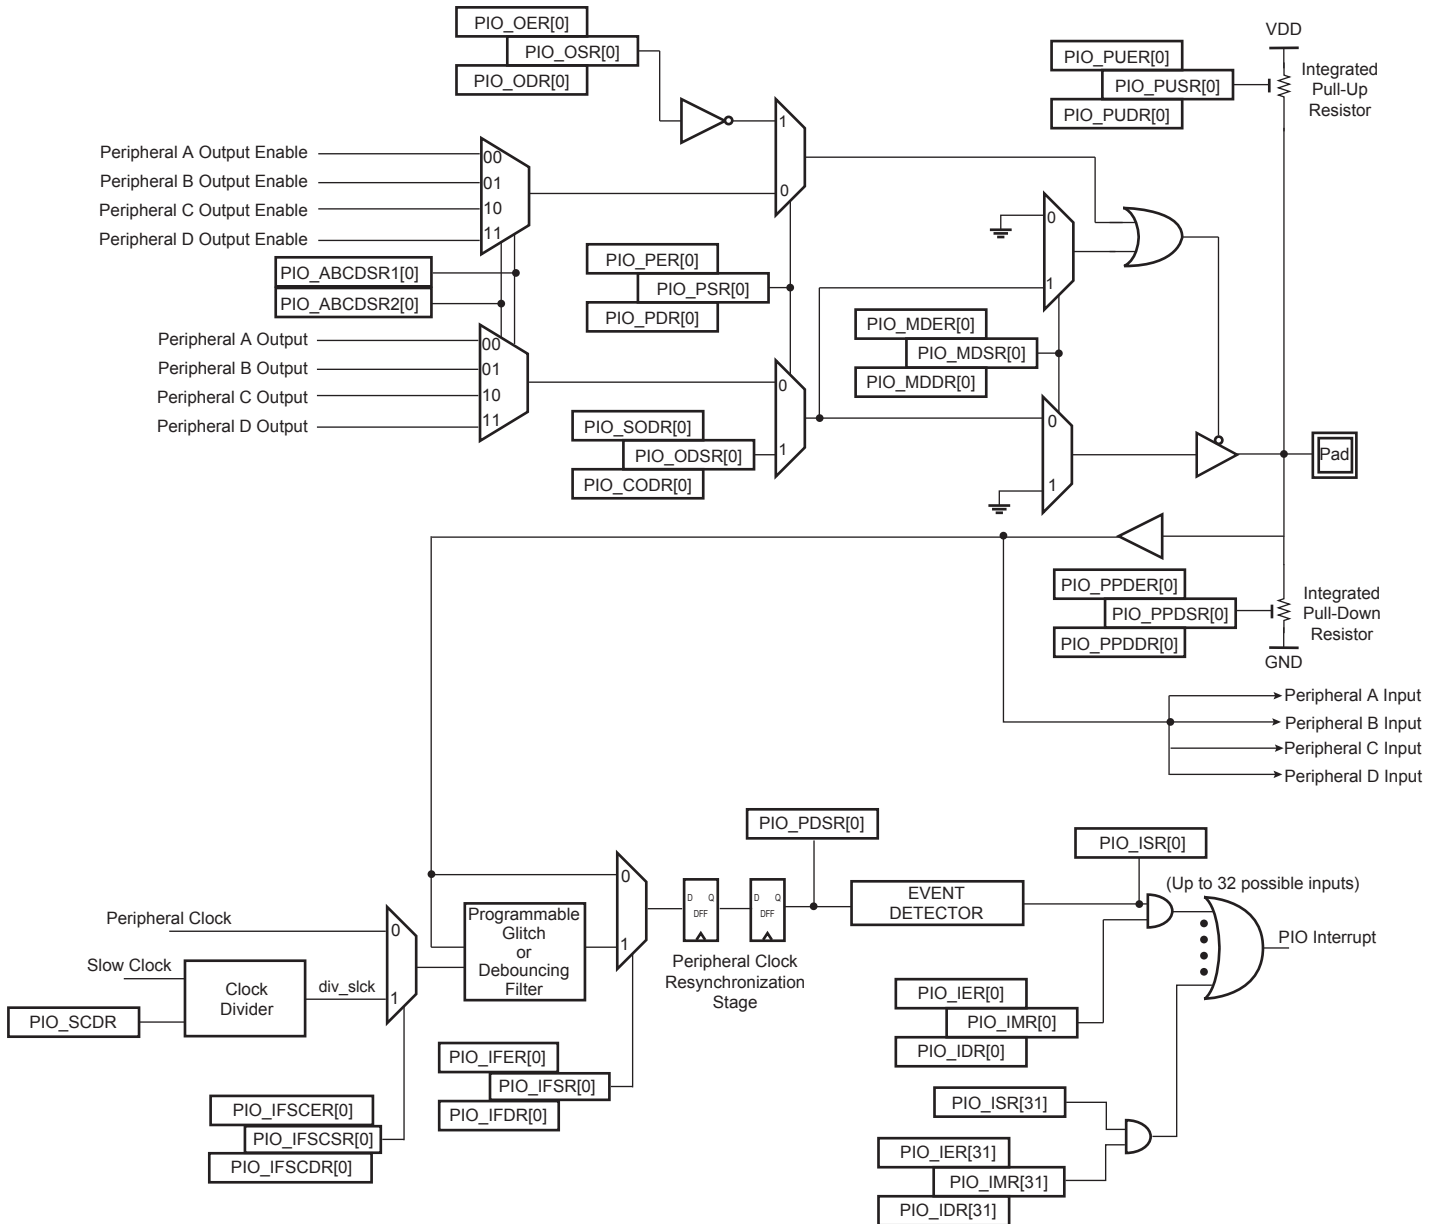 PIO_OER[0]
PIO_OSR[0]
PIO_ODR[0]
1
0
Peripheral A Output Enable
Peripheral B Output Enable
Peripheral C Output Enable
Peripheral D Output Enable
00
01
10
11
PIO_ABCDSR1[0]
PIO_ABCDSR2[0]
Peripheral A Output
Peripheral B Output
Peripheral C Output
Peripheral D Output
00
01
10
11
PIO_PER[0]
PIO_PSR[0]
PIO_PDR[0]
0
1
PIO_SODR[0]
PIO_ODSR[0]
PIO_CODR[0]
0
1
PIO_MDER[0]
PIO_MDSR[0]
PIO_MDDR[0]
0
1
PIO_PUER[0]
PIO_PUSR[0]
PIO_PUDR[0]
VDD
Integrated
Pull-Up
Resistor
Pad
PIO_PPDER[0]
PIO_PPDSR[0]
PIO_PPDDR[0]
Integrated
Pull-Down
Resistor
GND
Peripheral A Input
Peripheral B Input
Peripheral C Input
Peripheral D Input
Peripheral Clock
Slow Clock
PIO_SCDR
Clock
Divider
div_slck
0
1
PIO_IFSCER[0]
PIO_IFSCSR[0]
PIO_IFSCDR[0]
Programmable
Glitch
or
Debouncing
Filter
PIO_IFER[0]
PIO_IFSR[0]
PIO_IFDR[0]
0
1
D Q
DFF
D Q
DFF
Peripheral Clock
Resynchronization
Stage
PIO_PDSR[0]
EVENT
DETECTOR
PIO_ISR[0]
(Up to 32 possible inputs)
PIO Interrupt
PIO_IER[0]
PIO_IMR[0]
PIO_IDR[0]
PIO_ISR[31]
PIO_IER[31]
PIO_IMR[31]
PIO_IDR[31]